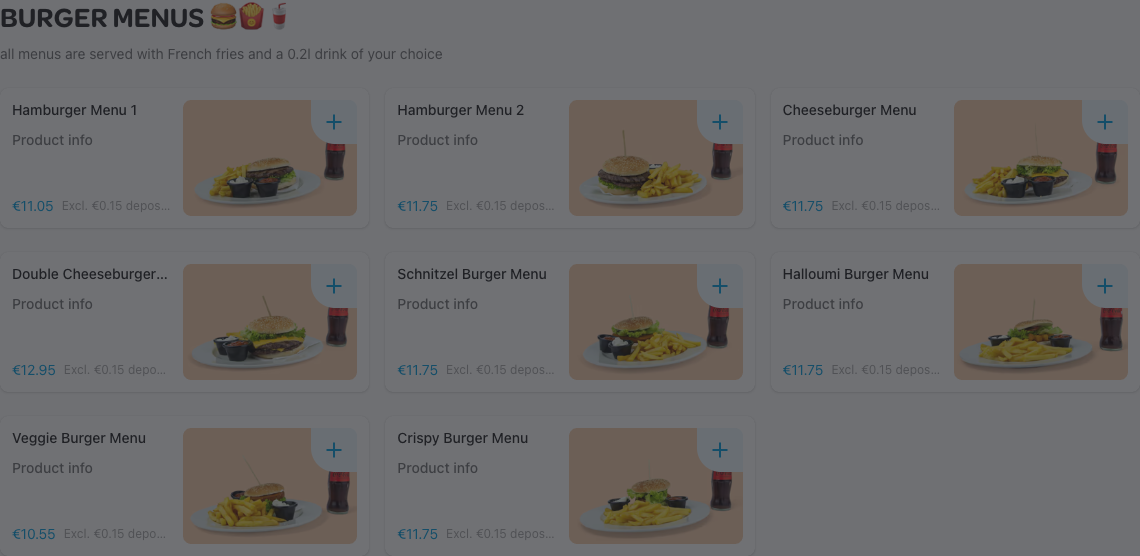 BURGER MENUS 🍔🍟🥤
all menus are served with French fries and a 0.2l drink of your choice
Hamburger Menu 1
Product info
€11.05 Excl. €0.15 depos...
Hamburger Menu 2
Product info
€11.75 Excl. €0.15 depos...
Cheeseburger Menu
Product info
€11.75 Excl. €0.15 depos...
Double Cheeseburger...
Product info
€12.95 Excl. €0.15 depo...
Schnitzel Burger Menu
Product info
€11.75 Excl. €0.15 depos...
Halloumi Burger Menu
Product info
€11.75 Excl. €0.15 depos...
Veggie Burger Menu
Product info
€10.55 Excl. €0.15 depo...
Crispy Burger Menu
Product info
€11.75 Excl. €0.15 depos...